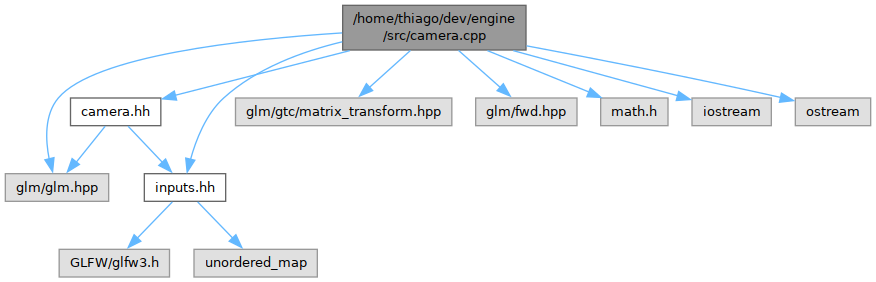 /home/thiago/dev/engine
/src/camera.cpp
camera.hh
glm/gtc/matrix_transform.hpp
glm/fwd.hpp
math.h
iostream
ostream
glm/glm.hpp
inputs.hh
GLFW/glfw3.h
unordered_map